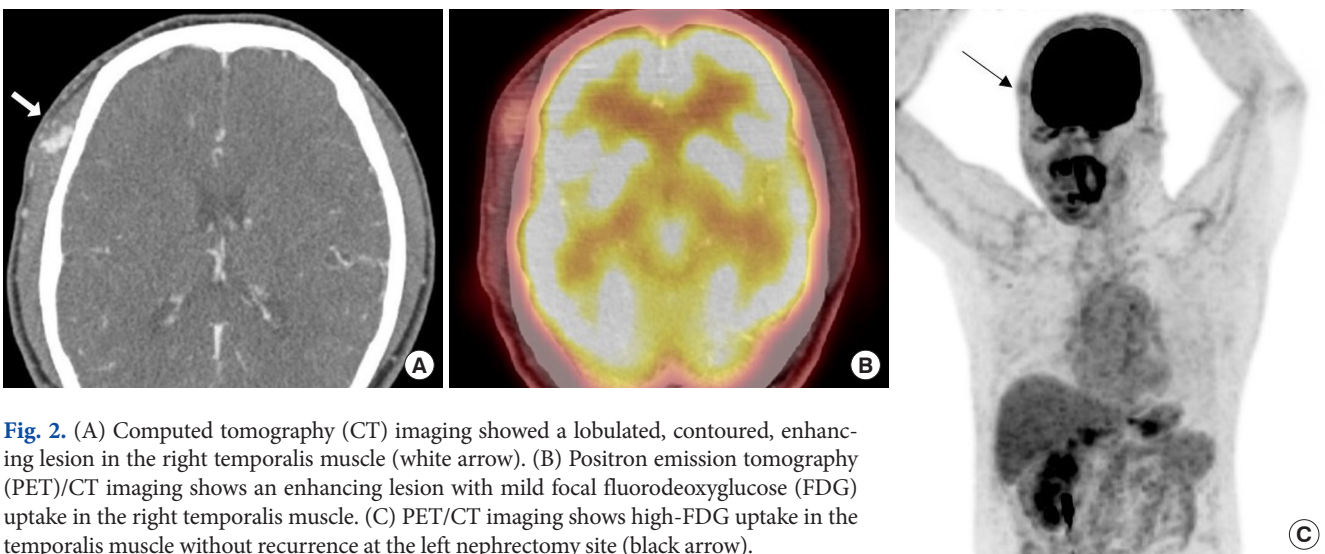 A
B
C
Fig. 2. (A) Computed tomography (CT) imaging showed a lobulated, contoured, enhanc-
ing lesion in the right temporalis muscle (white arrow). (B) Positron emission tomography
(PET)/CT imaging shows an enhancing lesion with mild focal fluorodeoxyglucose (FDG)
uptake in the right temporalis muscle. (C) PET/CT imaging shows high-FDG uptake in the
temporalis muscle without recurrence at the left nephrectomy site (black arrow).